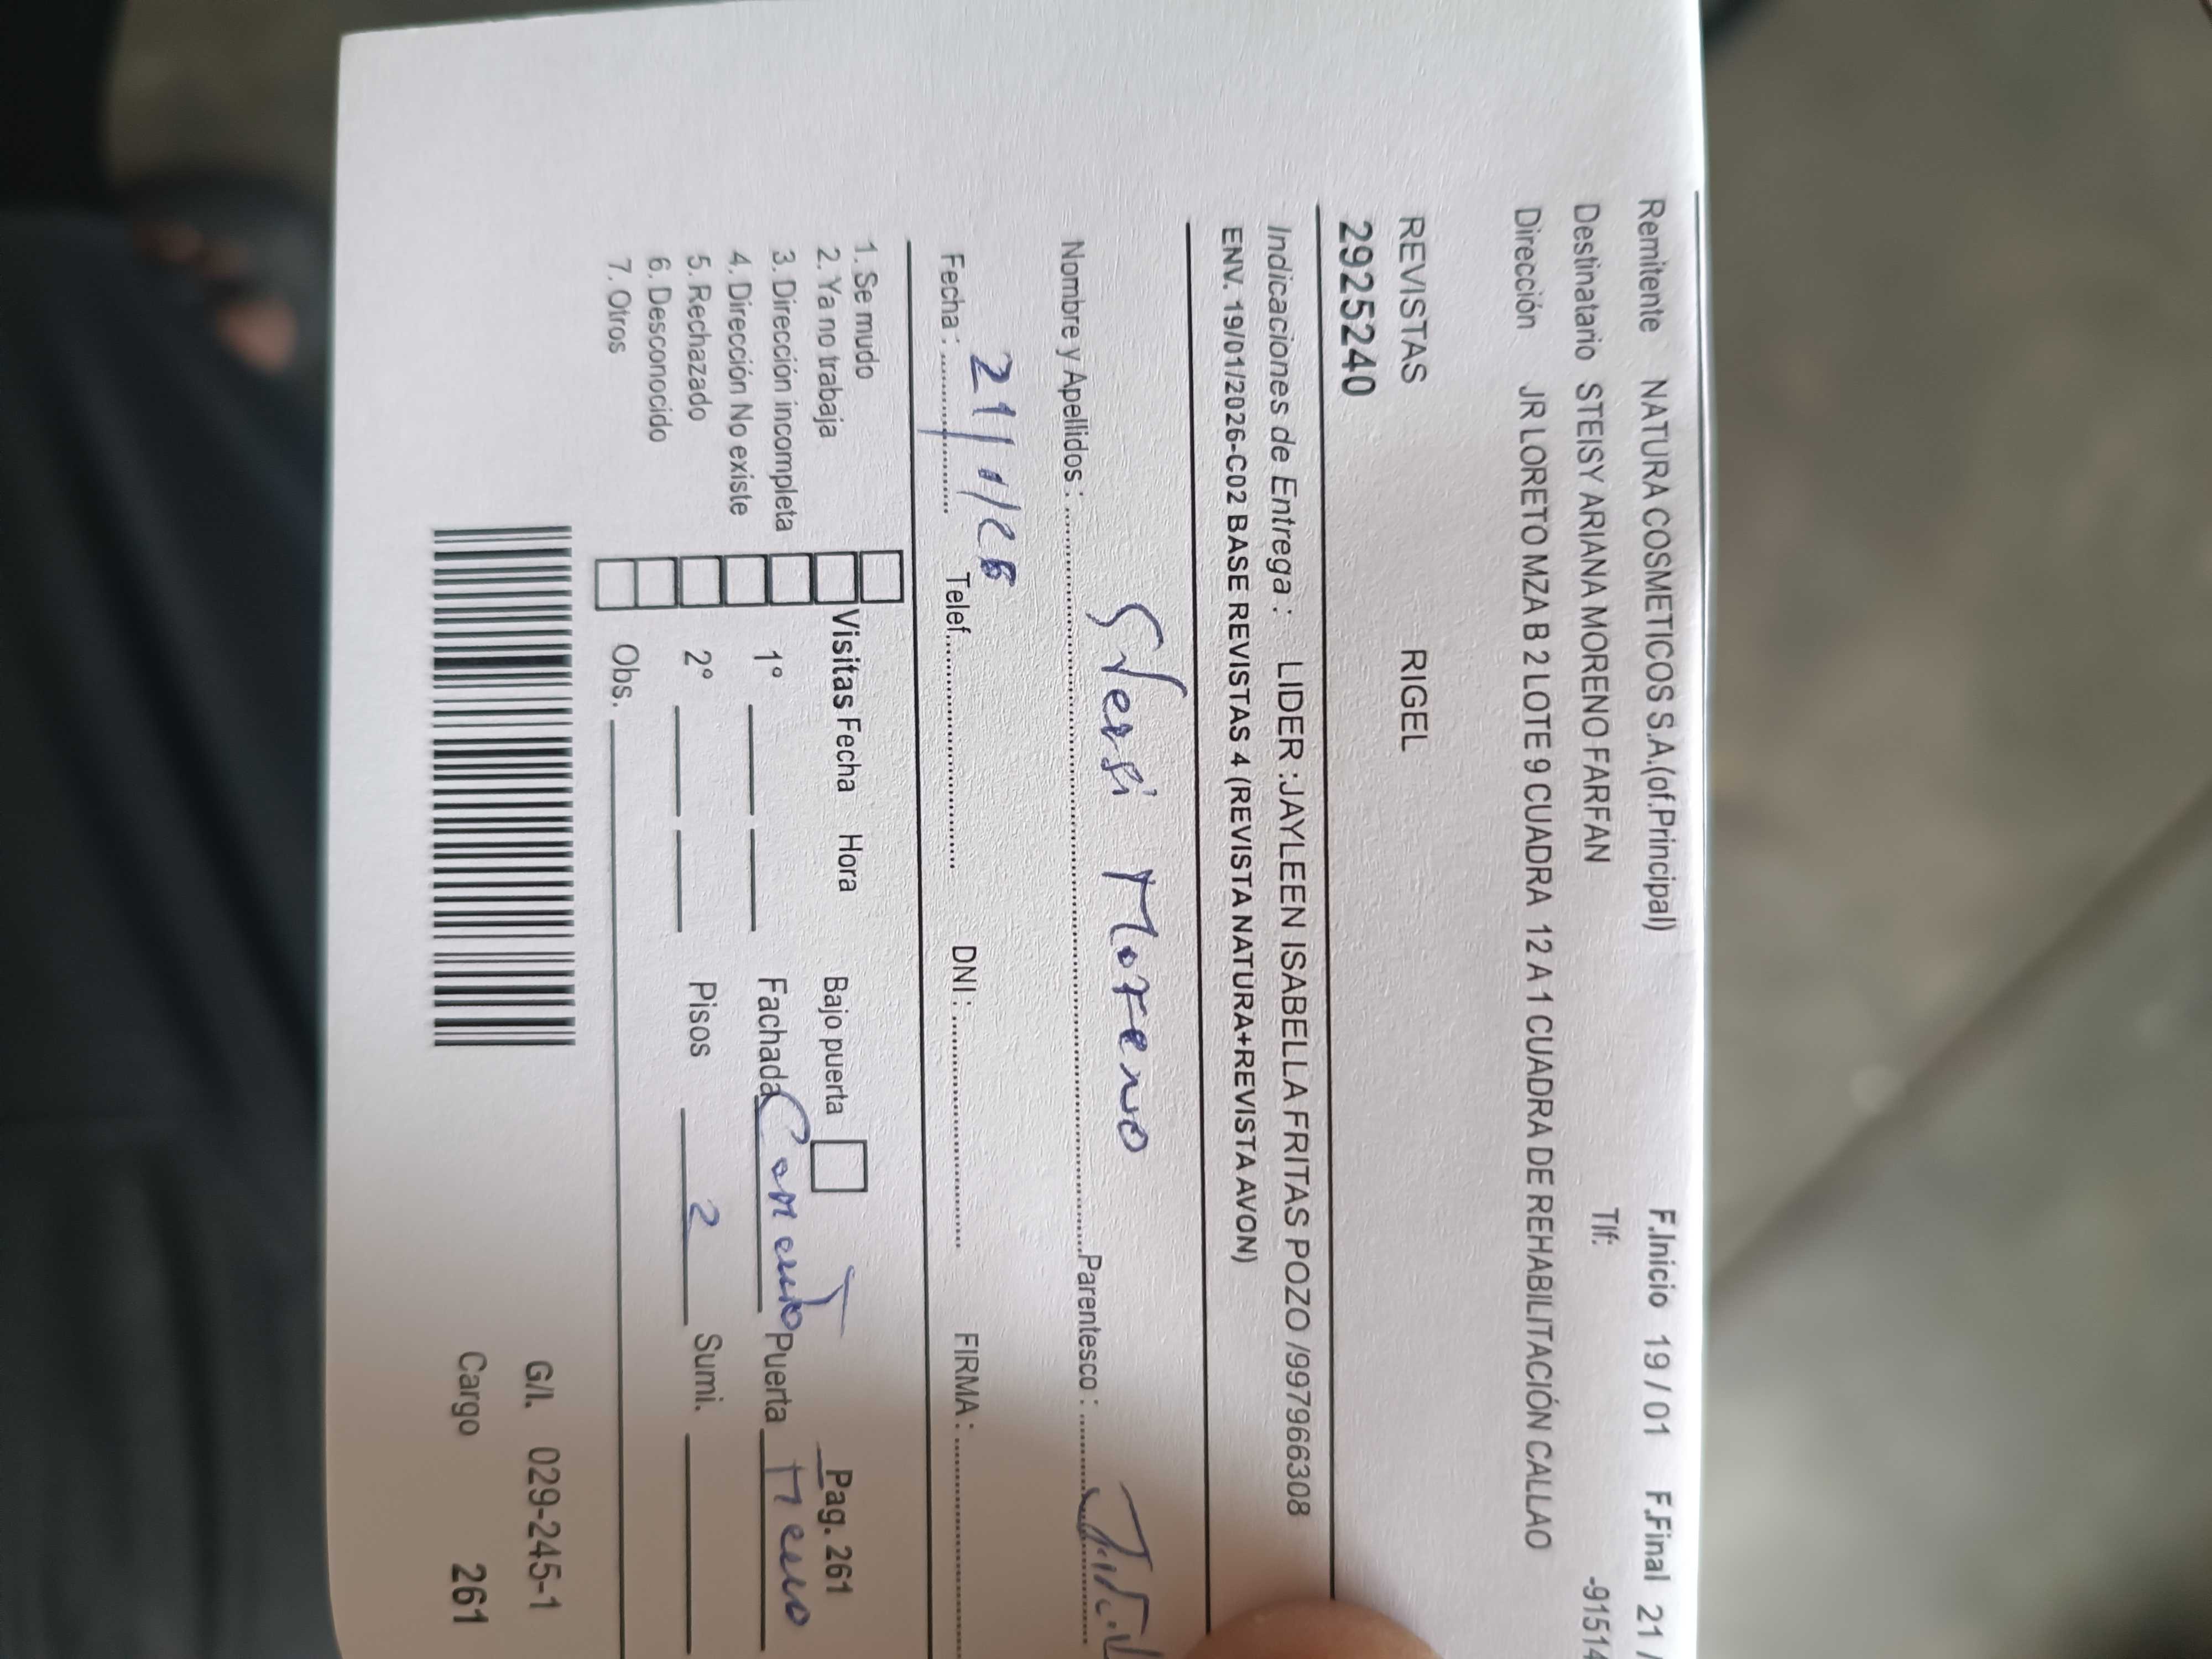 Remitente NATURA COSMETICOS S.A.(of.Principal) F.Inicio 19 / 01 F.Final 21 /
Destinatario STEISY ARIANA MORENO FARFAN Tlf: -91514
Dirección JR LORETO MZA B 2 LOTE 9 CUADRA 12 A 1 CUADRA DE REHABILITACIÓN CALLAO
REVISTAS RIGEL
2925240
Indicaciones de Entrega : LIDER :JAYLEEN ISABELLA FRITAS POZO /997966308
ENV. 19/01/2026-C02 BASE REVISTAS 4 (REVISTA NATURA+REVISTA AVON)
Nombre y Apellidos : Moreno Parentesco :
Fecha : 21/1/26 Telef. DNI : FIRMA :
1. Se mudo
2. Ya no trabaja Visitas Fecha Hora Bajo puerta Pag. 261
3. Dirección incompleta 1° Fachada Puerta
4. Dirección No existe
5. Rechazado 2° Pisos 2 Sumi.
6. Desconocido
7. Otros Obs.
G/I. 029-245-1
Cargo 261